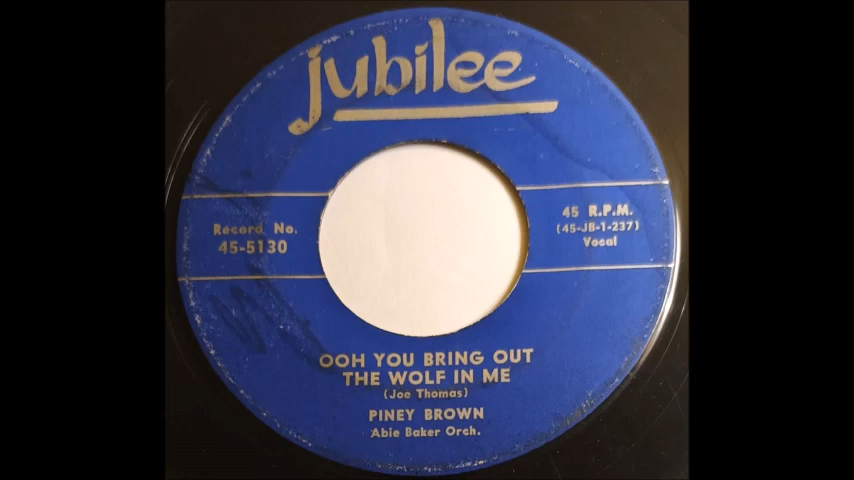 jubilee
Record No.
45-5130
45 R.P.M.
(45-JB-1-237)
Vocal
OOH YOU BRING OUT
THE WOLF IN ME
(Joe Thomas)
PINEY BROWN
Abie Baker Orch.